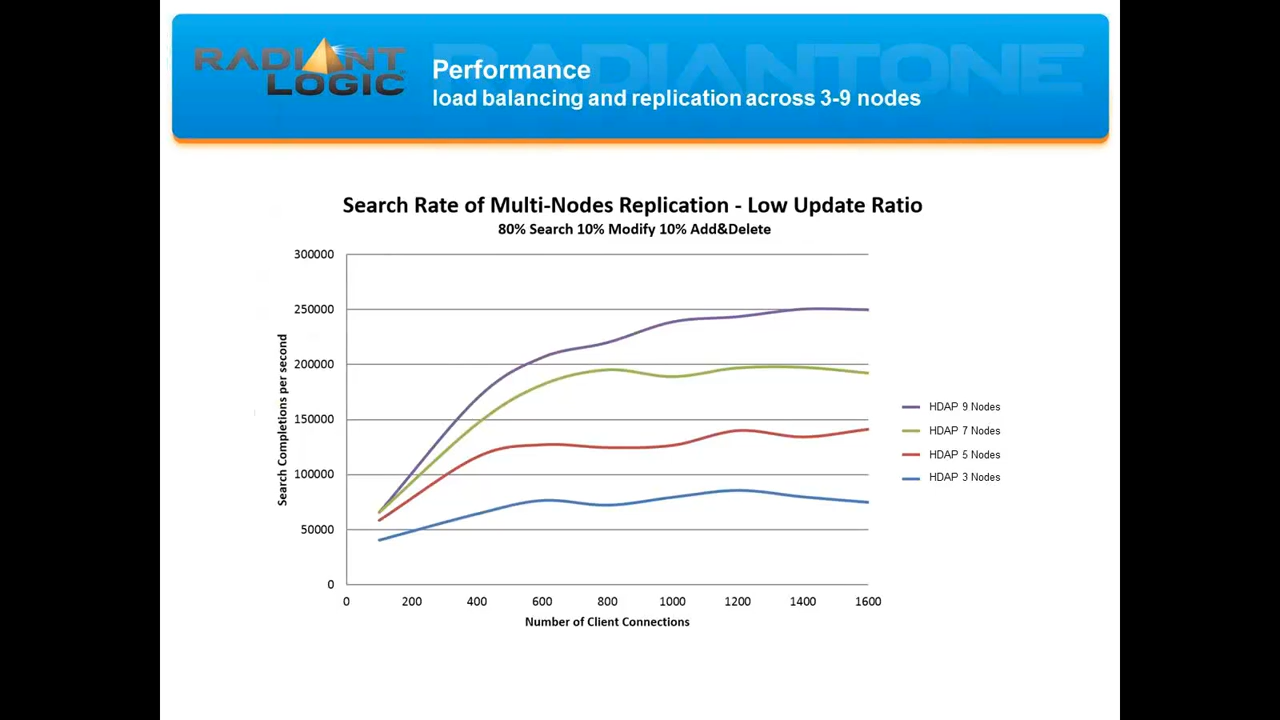 RADIANT
LOGIC
RADIANTONE
Performance
load balancing and replication across 3-9 nodes
Search Rate of Multi-Nodes Replication - Low Update Ratio
80% Search 10% Modify 10% Add&Delete
Search Completions per second
300000
250000
200000
150000
100000
50000
0
0 200 400 600 800 1000 1200 1400 1600
Number of Client Connections
HDAP 9 Nodes
HDAP 7 Nodes
HDAP 5 Nodes
HDAP 3 Nodes